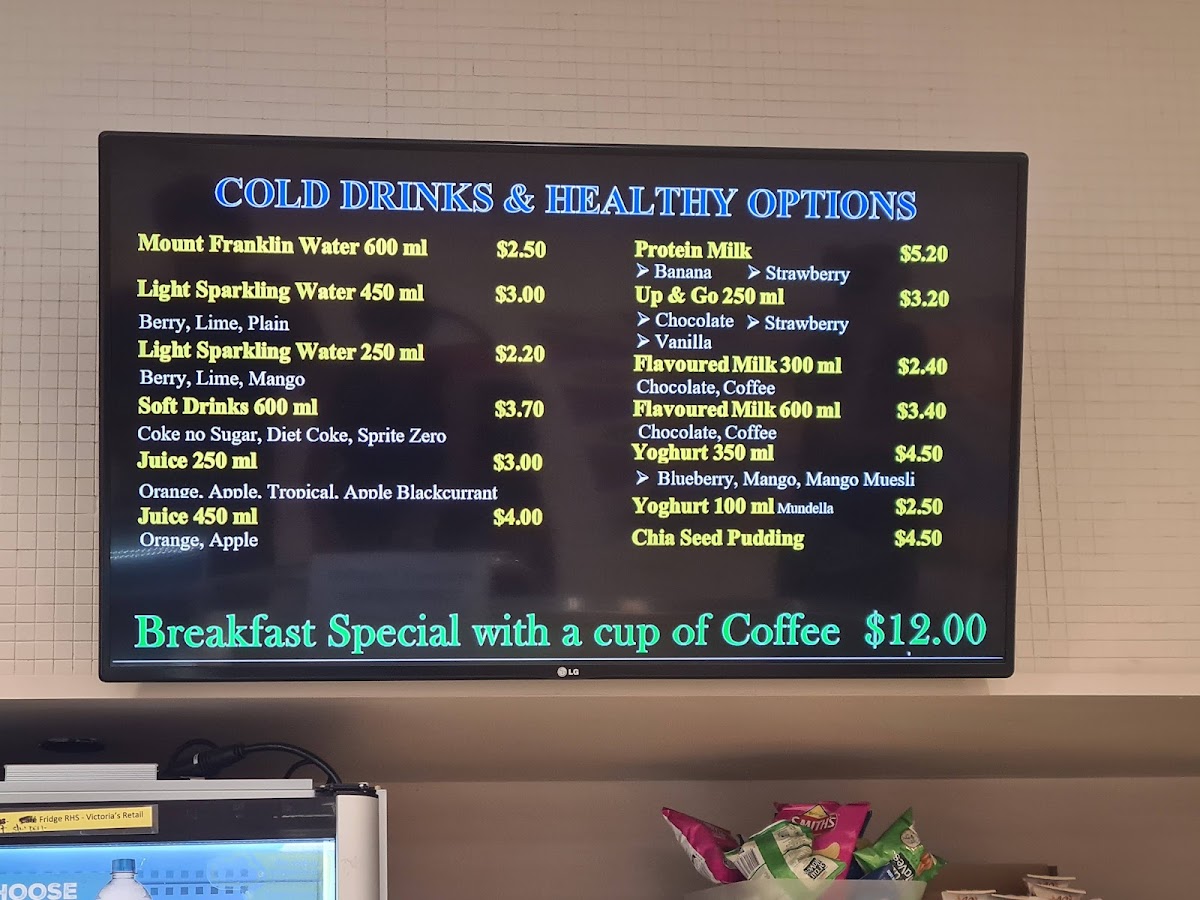 COLD DRINKS & HEALTHY OPTIONS
Mount Franklin Water 600 ml $2.50
Light Sparkling Water 450 ml $3.00
Berry, Lime, Plain
Light Sparkling Water 250 ml $2.20
Berry, Lime, Mango
Soft Drinks 600 ml $3.70
Coke no Sugar, Diet Coke, Sprite Zero
Juice 250 ml $3.00
Orange, Apple, Tropical, Apple Blackcurrant
Juice 450 ml $4.00
Orange, Apple
Protein Milk $5.20
➢ Banana ➢ Strawberry
Up & Go 250 ml $3.20
➢ Chocolate ➢ Strawberry
➢ Vanilla
Flavoured Milk 300 ml $2.40
Chocolate, Coffee
Flavoured Milk 600 ml $3.40
Chocolate, Coffee
Yoghurt 350 ml $4.50
➢ Blueberry, Mango, Mango Muesli
Yoghurt 100 ml Mundella $2.50
Chia Seed Pudding $4.50
Breakfast Special with a cup of Coffee $12.00
LG
Fridge RHS - Victoria's Retail
HOOSE
SMITHS